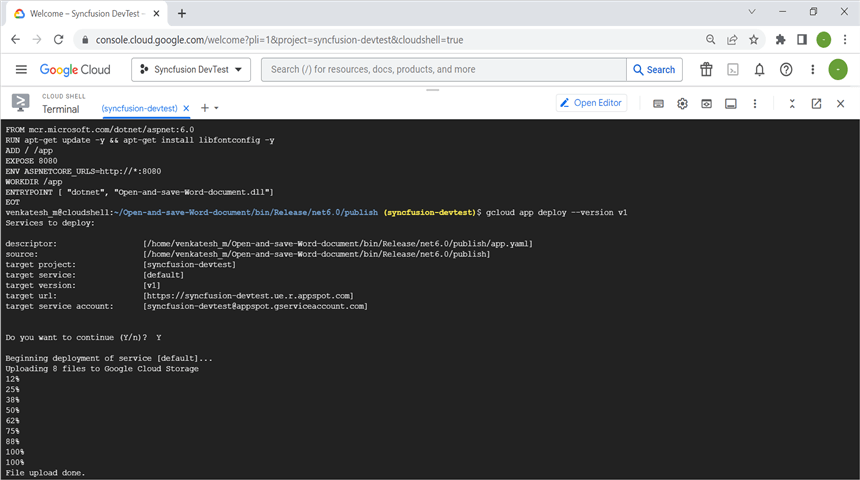 Welcome – Syncfusion DevTest –
console.cloud.google.com/welcome?pli=1&project=syncfusion-devtest&cloudshell=true
Google Cloud
Syncfusion DevTest
Search (/) for resources, docs, products, and more
Search
CLOUD SHELL
Terminal
(syncfusion-devtest)
Open Editor
FROM mcr.microsoft.com/dotnet/aspnet:6.0
RUN apt-get update -y && apt-get install libfontconfig -y
ADD / /app
EXPOSE 8080
ENV ASPNETCORE_URLS=http://*:8080
WORKDIR /app
ENTRYPOINT [ "dotnet", "Open-and-save-Word-document.dll"]
EOT
venkatesh_m@cloudshell:~/Open-and-save-Word-document/bin/Release/net6.0/publish (syncfusion-devtest)$ gcloud app deploy --version v1
Services to deploy:
descriptor: [/home/venkatesh_m/Open-and-save-Word-document/bin/Release/net6.0/publish/app.yaml]
source: [/home/venkatesh_m/Open-and-save-Word-document/bin/Release/net6.0/publish]
target project: [syncfusion-devtest]
target service: [default]
target version: [v1]
target url: [https://syncfusion-devtest.ue.r.appspot.com]
target service account: [syncfusion-devtest@appspot.gserviceaccount.com]
Do you want to continue (Y/n)? Y
Beginning deployment of service [default]...
Uploading 8 files to Google Cloud Storage
12%
25%
38%
50%
62%
75%
88%
100%
100%
File upload done.